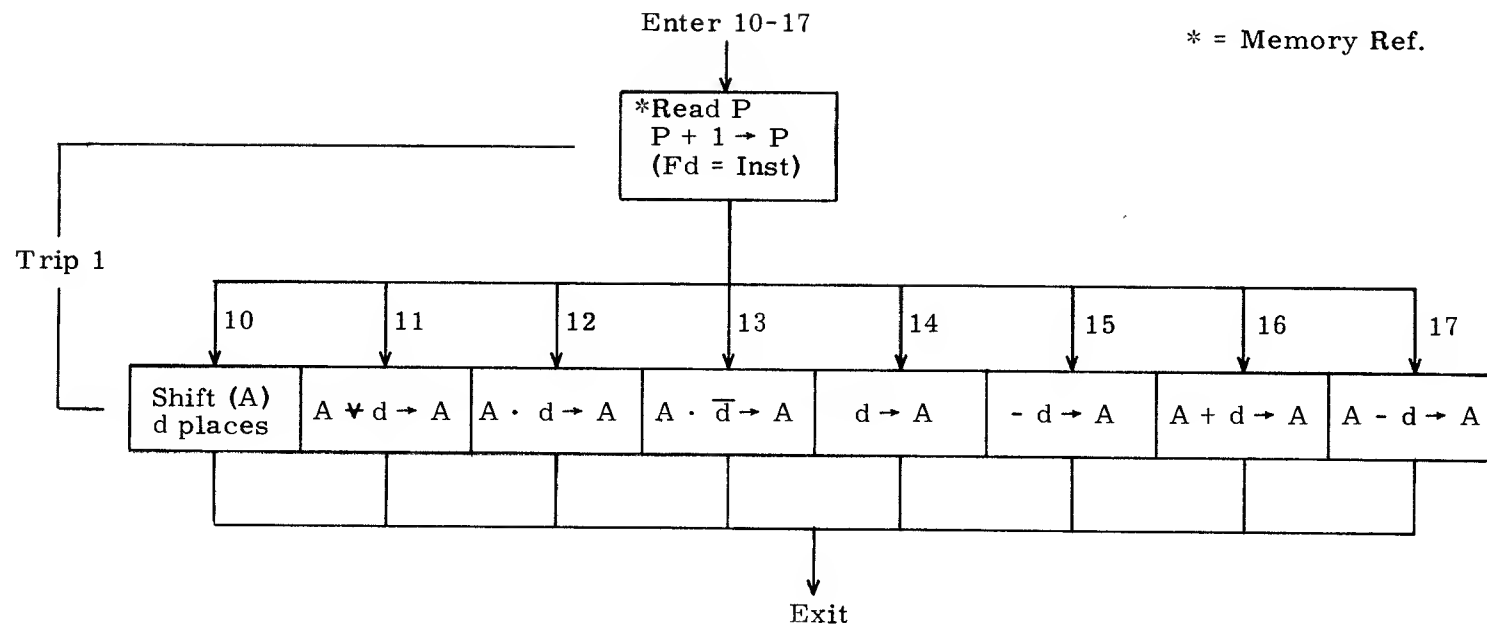 Enter 10-17
* = Memory Ref.
*Read P
P + 1 → P
(Fd = Inst)
Trip 1
10
11
12
13
14
15
16
17
Shift (A)
d places
A ⊻ d → A
A · d → A
A · d̅ → A
d → A
- d → A
A + d → A
A - d → A
Exit